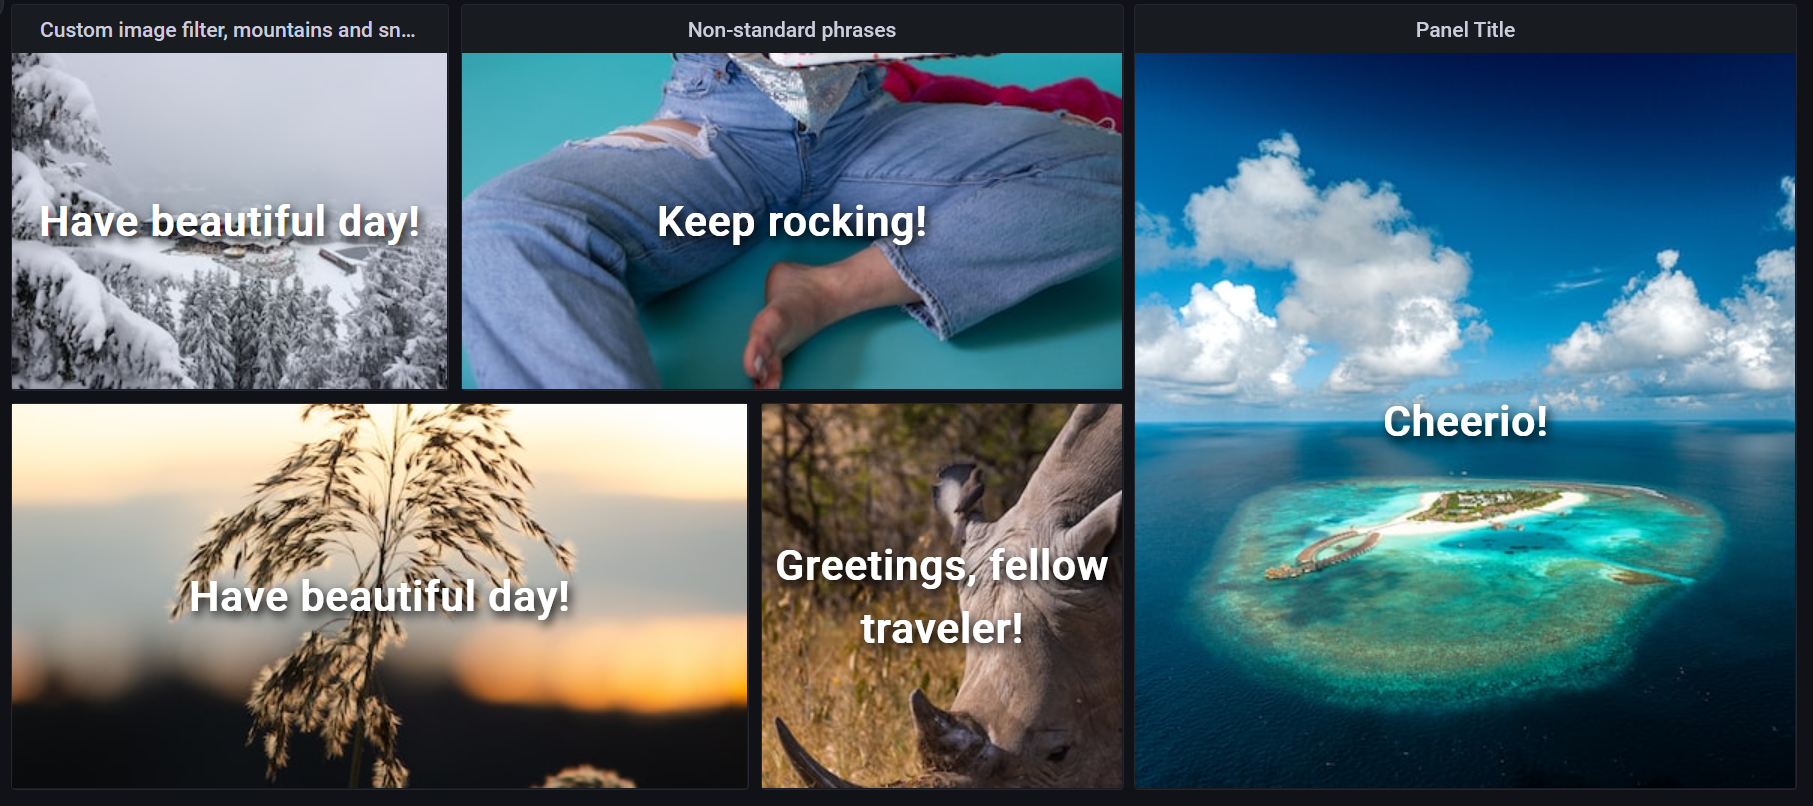 Custom image filter, mountains and sn...
Non-standard phrases
Panel Title
Have beautiful day!
Keep rocking!
Cheerio!
Have beautiful day!
Greetings, fellow
traveler!